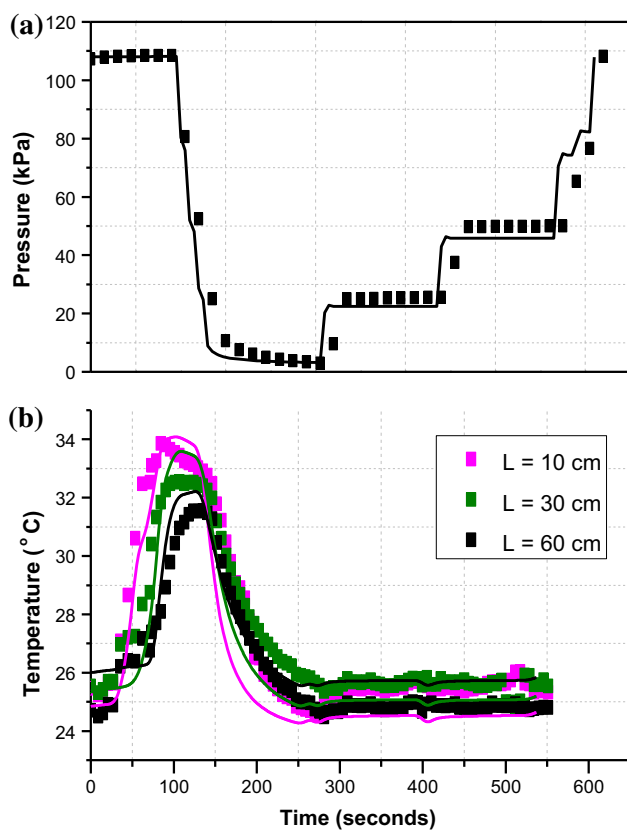 (a)
120
100
80
60
40
20
0
Pressure (kPa)
(b)
34
32
30
28
26
24
Temperature (°C)
L = 10 cm
L = 30 cm
L = 60 cm
0 100 200 300 400 500 600
Time (seconds)